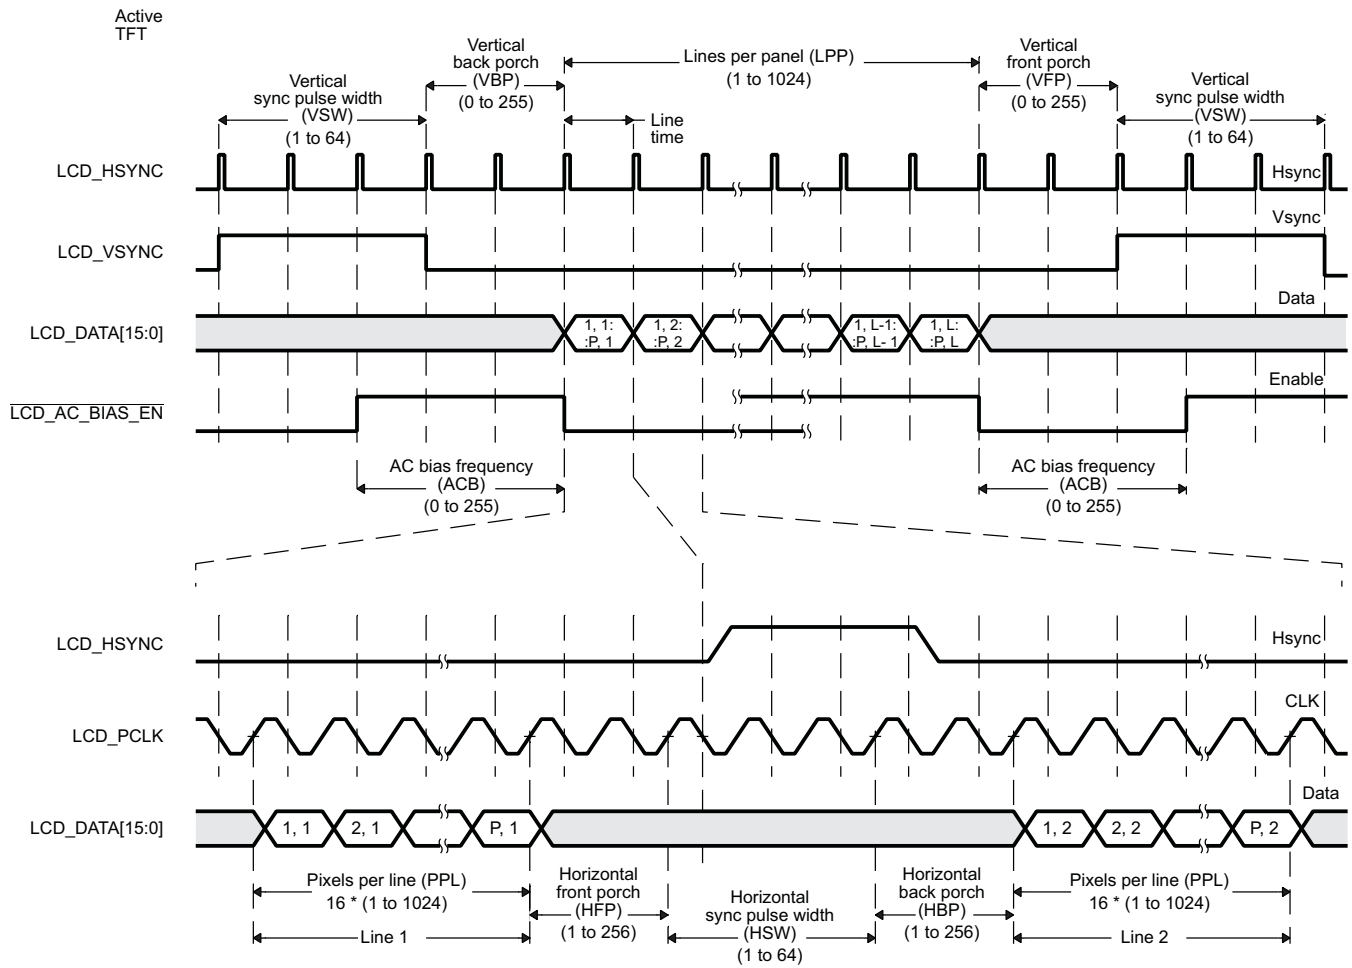 Active
TFT
Vertical
sync pulse width
(VSW)
(1 to 64)
Vertical
back porch
(VBP)
(0 to 255)
Lines per panel (LPP)
(1 to 1024)
Line
time
Vertical
front porch
(VFP)
(0 to 255)
Vertical
sync pulse width
(VSW)
(1 to 64)
LCD_HSYNC
Hsync
LCD_VSYNC
Vsync
LCD_DATA[15:0]
1, 1:
:P, 1
1, 2:
:P, 2
1, L-1:
:P, L- 1
1, L:
:P, L
Data
LCD_AC_BIAS_EN
Enable
AC bias frequency
(ACB)
(0 to 255)
AC bias frequency
(ACB)
(0 to 255)
LCD_HSYNC
Hsync
LCD_PCLK
CLK
LCD_DATA[15:0]
1, 1
2, 1
P, 1
1, 2
2, 2
P, 2
Data
Pixels per line (PPL)
16 * (1 to 1024)
Line 1
Horizontal
front porch
(HFP)
(1 to 256)
Horizontal
sync pulse width
(HSW)
(1 to 64)
Horizontal
back porch
(HBP)
(1 to 256)
Pixels per line (PPL)
16 * (1 to 1024)
Line 2